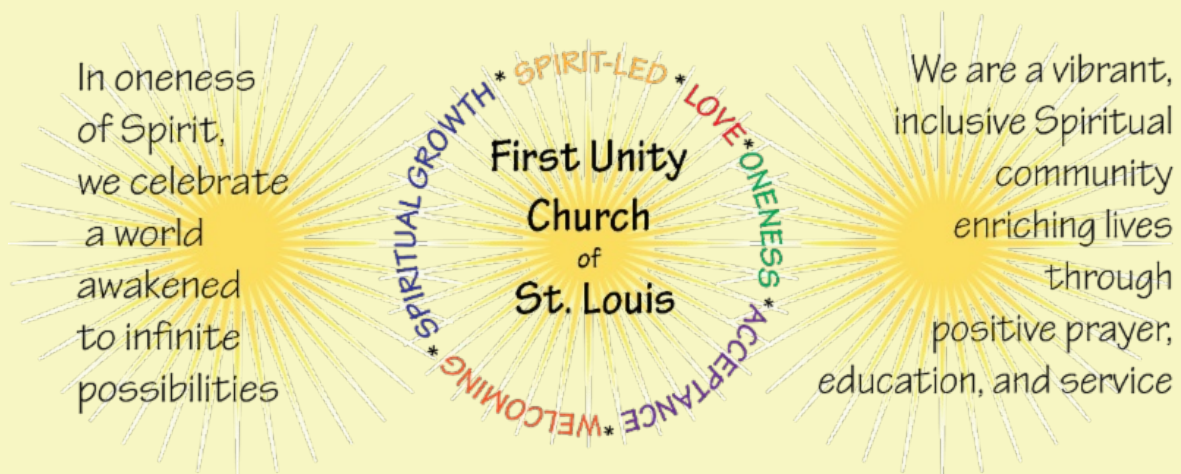 In oneness
of Spirit,
we celebrate
a world
awakened
to infinite
possibilities
SPIRIT-LED * LOVE * ONENESS * ACCEPTANCE * WELCOMING * SPIRITUAL GROWTH *
First Unity
Church
of
St. Louis
We are a vibrant,
inclusive Spiritual
community
enriching lives
through
positive prayer,
education, and service